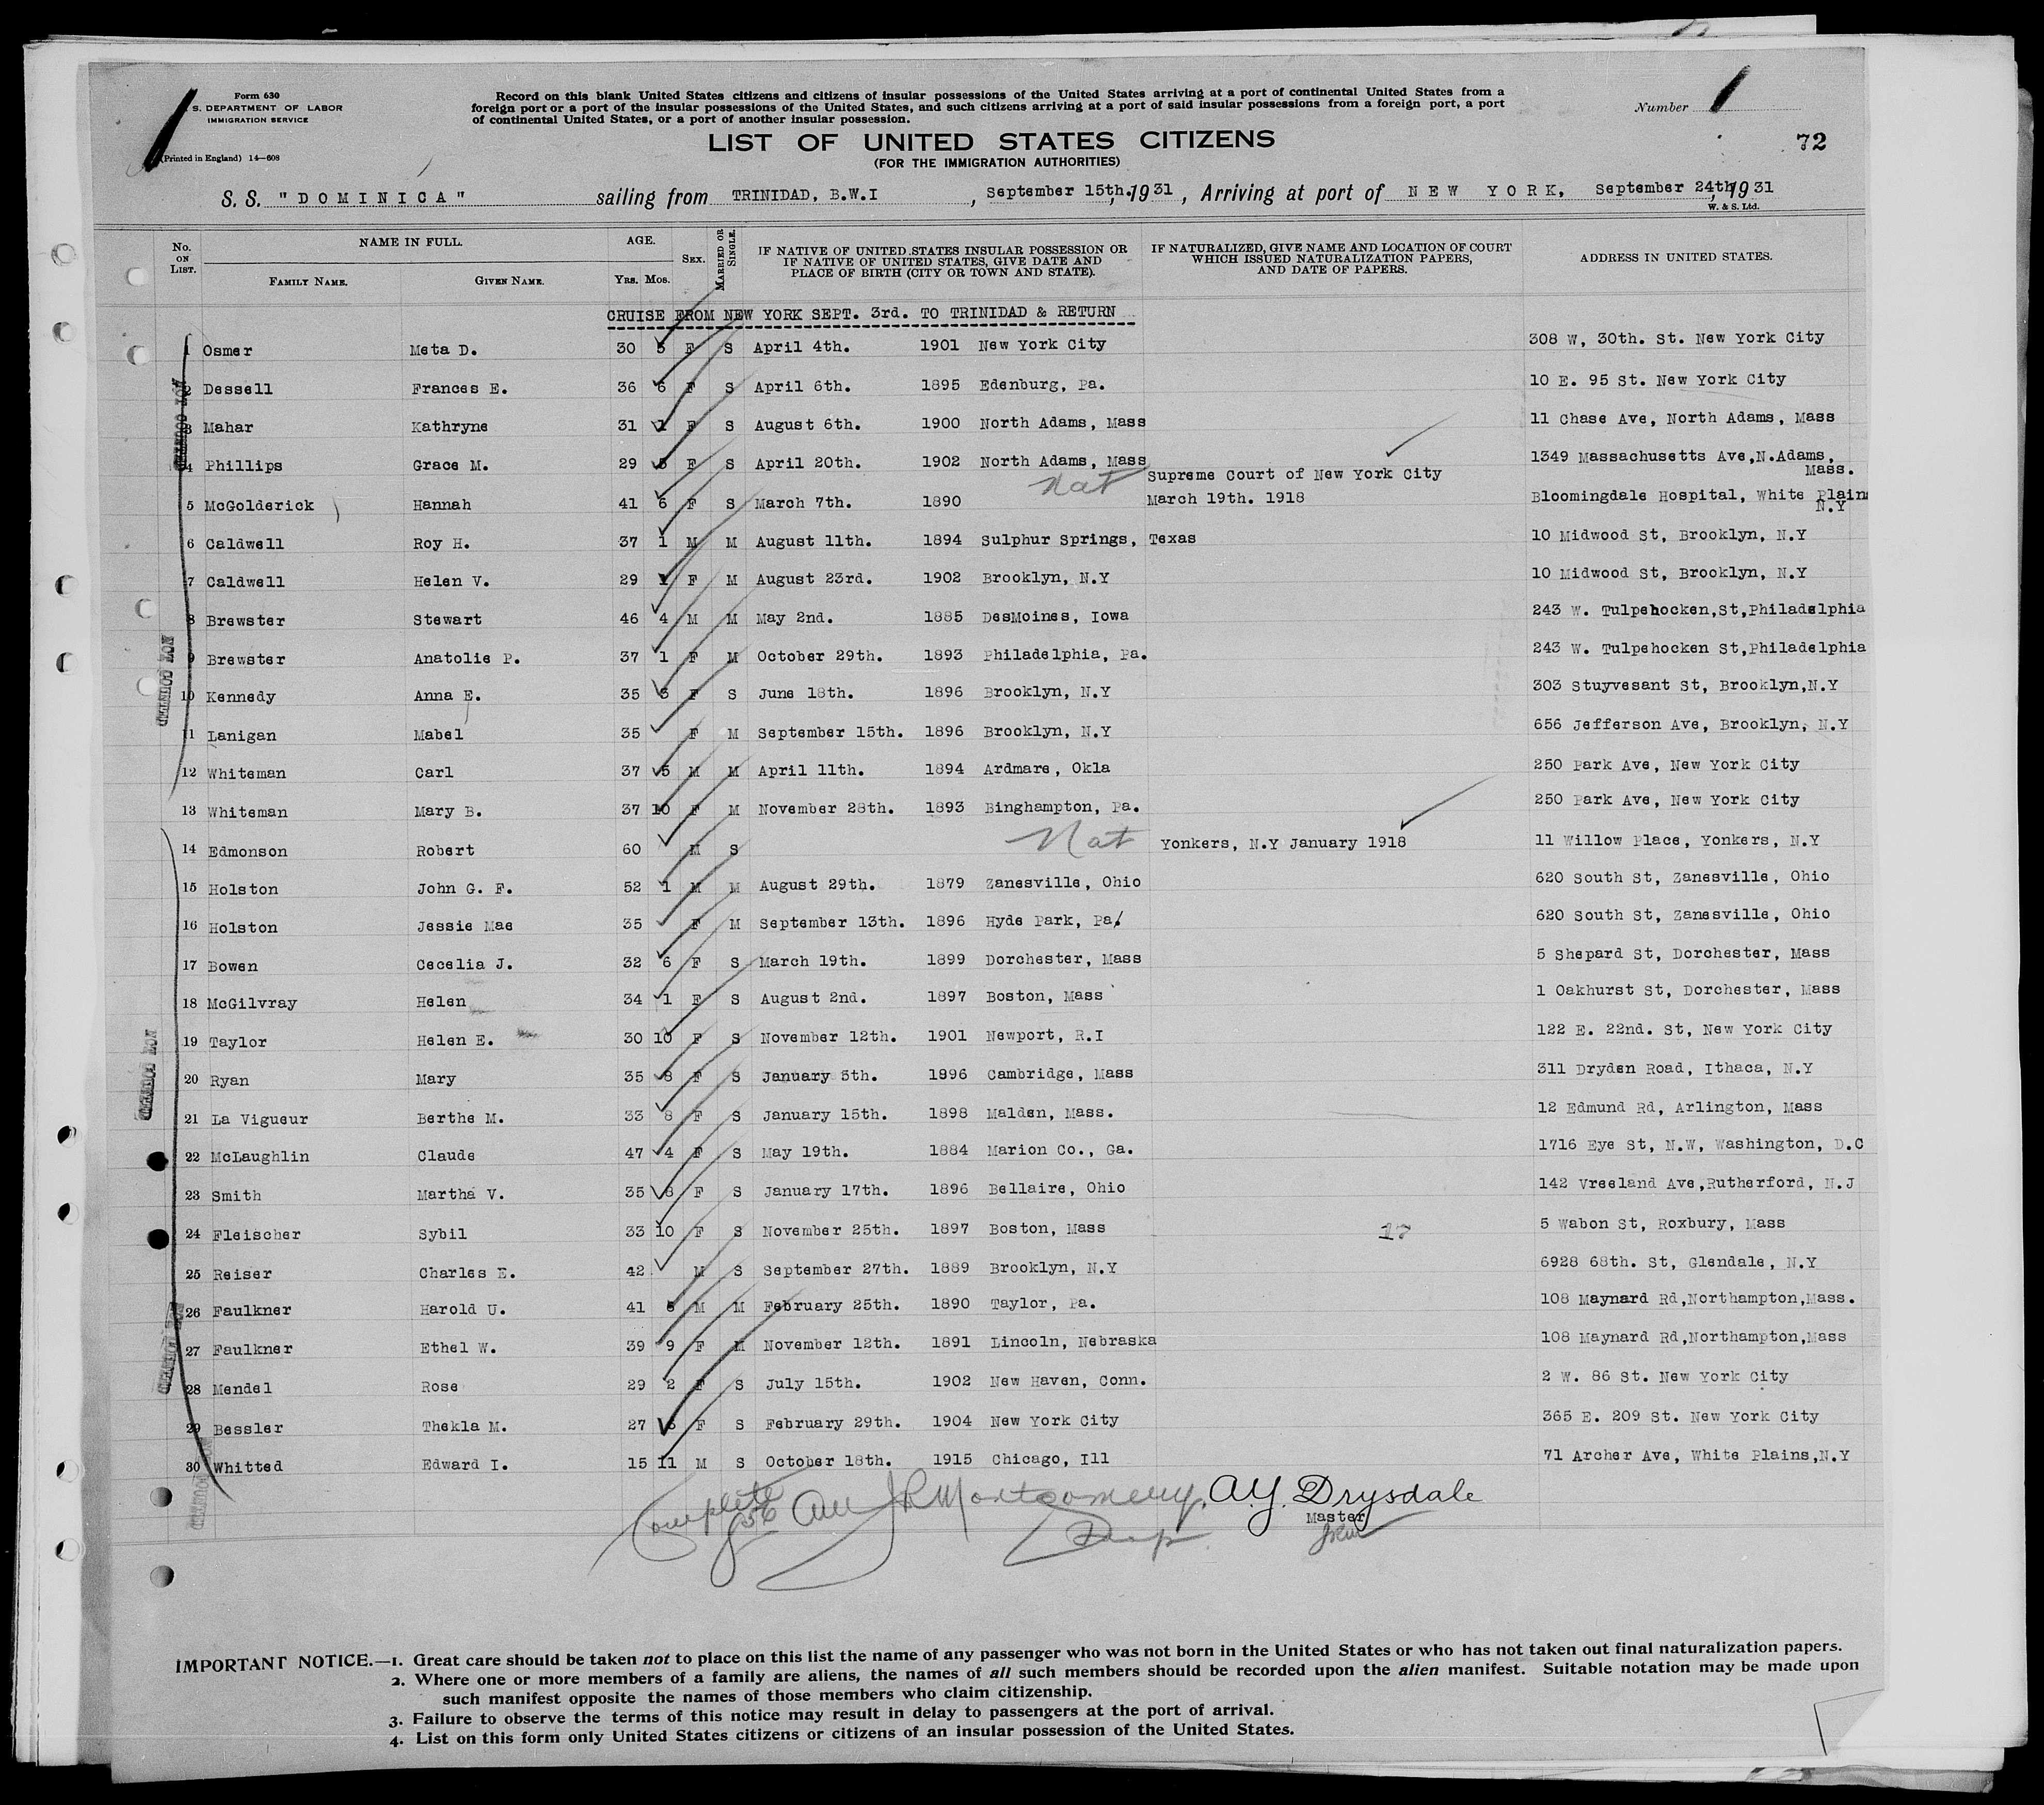 Form 630
S. DEPARTMENT OF LABOR
IMMIGRATION SERVICE
(Printed in England) 14—608
Record on this blank United States citizens and citizens of insular possessions of the United States arriving at a port of continental United States from a
foreign port or a port of the insular possessions of the United States, and such citizens arriving at a port of said insular possessions from a foreign port, a port
of continental United States, or a port of another insular possession.
Number 1
72
LIST OF UNITED STATES CITIZENS
(FOR THE IMMIGRATION AUTHORITIES)
S. S. "DOMINICA" sailing from TRINIDAD, B.W.I , September 15th. 1931 , Arriving at port of NEW YORK, September 24th, 1931
W. & S. Ltd.
No. ON LIST. NAME IN FULL. FAMILY NAME. GIVEN NAME. AGE. YRS. MOS. SEX. MARRIED OR SINGLE. IF NATIVE OF UNITED STATES INSULAR POSSESSION OR IF NATIVE OF UNITED STATES, GIVE DATE AND PLACE OF BIRTH (CITY OR TOWN AND STATE). IF NATURALIZED, GIVE NAME AND LOCATION OF COURT WHICH ISSUED NATURALIZATION PAPERS, AND DATE OF PAPERS. ADDRESS IN UNITED STATES.
CRUISE FROM NEW YORK SEPT. 3rd. TO TRINIDAD & RETURN
1 Osmer Meta D. 30 5 F S April 4th. 1901 New York City 308 W, 30th. St. New York City
2 Dessell Frances E. 36 6 F S April 6th. 1895 Edenburg, Pa. 10 E. 95 St. New York City
3 Mahar Kathryne 31 1 F S August 6th. 1900 North Adams, Mass 11 Chase Ave, North Adams, Mass
4 Phillips Grace M. 29 5 F S April 20th. 1902 North Adams, Mass 1349 Massachusetts Ave,N.Adams, Mass.
5 McGolderick Hannah 41 6 F S March 7th. 1890 Nat Supreme Court of New York City March 19th. 1918 Bloomingdale Hospital, White Plains N.Y
6 Caldwell Roy H. 37 1 M M August 11th. 1894 Sulphur Springs, Texas 10 Midwood St, Brooklyn, N.Y
7 Caldwell Helen V. 29 1 F M August 23rd. 1902 Brooklyn, N.Y 10 Midwood St, Brooklyn, N.Y
8 Brewster Stewart 46 4 M M May 2nd. 1885 DesMoines, Iowa 243 W. Tulpehocken,St,Philadelphia
9 Brewster Anatolie P. 37 1 F M October 29th. 1893 Philadelphia, Pa. 243 W. Tulpehocken St,Philadelphia
10 Kennedy Anna E. 35 3 F S June 18th. 1896 Brooklyn, N.Y 303 Stuyvesant St, Brooklyn,N.Y
11 Lanigan Mabel 35 F M September 15th. 1896 Brooklyn, N.Y 656 Jefferson Ave, Brooklyn, N.Y
12 Whiteman Carl 37 5 M M April 11th. 1894 Ardmare, Okla 250 Park Ave, New York City
13 Whiteman Mary B. 37 10 F M November 28th. 1893 Binghampton, Pa. 250 Park Ave, New York City
14 Edmonson Robert 60 M S Nat Yonkers, N.Y January 1918 11 Willow Place, Yonkers, N.Y
15 Holston John G. F. 52 1 M M August 29th. 1879 Zanesville, Ohio 620 South St, Zanesville, Ohio
16 Holston Jessie Mae 35 F M September 13th. 1896 Hyde Park, Pa. 620 South St, Zanesville, Ohio
17 Bowen Cecelia J. 32 6 F S March 19th. 1899 Dorchester, Mass 5 Shepard St, Dorchester, Mass
18 McGilvray Helen 34 1 F S August 2nd. 1897 Boston, Mass 1 Oakhurst St, Dorchester, Mass
19 Taylor Helen E. 30 10 F S November 12th. 1901 Newport, R.I 122 E. 22nd. St, New York City
20 Ryan Mary 35 8 F S January 5th. 1896 Cambridge, Mass 311 Dryden Road, Ithaca, N.Y
21 La Vigueur Berthe M. 33 8 F S January 15th. 1898 Malden, Mass. 12 Edmund Rd, Arlington, Mass
22 McLaughlin Claude 47 4 F S May 19th. 1884 Marion Co., Ga. 1716 Eye St, N.W, Washington, D.C
23 Smith Martha V. 35 8 F S January 17th. 1896 Bellaire, Ohio 142 Vreeland Ave,Rutherford, N.J
24 Fleischer Sybil 33 10 F S November 25th. 1897 Boston, Mass 17 5 Wabon St, Roxbury, Mass
25 Reiser Charles E. 42 M S September 27th. 1889 Brooklyn, N.Y 6928 68th. St, Glendale, N.Y
26 Faulkner Harold U. 41 M M February 25th. 1890 Taylor, Pa. 108 Maynard Rd,Northampton,Mass.
27 Faulkner Ethel W. 39 9 F M November 12th. 1891 Lincoln, Nebraska 108 Maynard Rd,Northampton,Mass
28 Mendel Rose 29 2 F S July 15th. 1902 New Haven, Conn. 2 W. 86 St. New York City
29 Bessler Thekla M. 27 F S February 29th. 1904 New York City 365 E. 209 St. New York City
30 Whitted Edward I. 15 11 M S October 18th. 1915 Chicago, Ill 71 Archer Ave, White Plains,N.Y
NOT COUNTED
NOT COUNTED
NOT COUNTED
Complete JRMontgomery, A.Y. Drysdale
Master
IMPORTANT NOTICE.—1. Great care should be taken not to place on this list the name of any passenger who was not born in the United States or who has not taken out final naturalization papers.
2. Where one or more members of a family are aliens, the names of all such members should be recorded upon the alien manifest. Suitable notation may be made upon
such manifest opposite the names of those members who claim citizenship.
3. Failure to observe the terms of this notice may result in delay to passengers at the port of arrival.
4. List on this form only United States citizens or citizens of an insular possession of the United States.